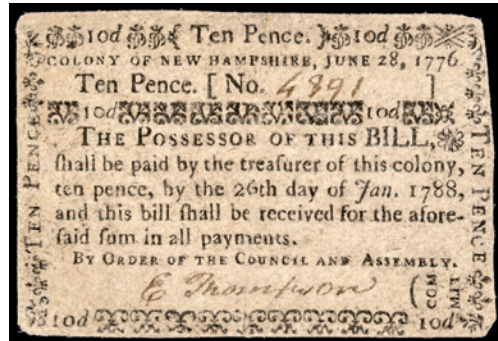 10d { Ten Pence. } 10d
COLONY OF NEW HAMPSHIRE, JUNE 28, 1776.
Ten Pence. [ No. 4891 ]
10d 10d
THE POSSESSOR OF THIS BILL,
ſhall be paid by the treaſurer of this colony,
ten pence, by the 26th day of Jan. 1788,
and this bill ſhall be received for the afore-
ſaid ſum in all payments.
BY ORDER OF THE COUNCIL AND ASSEMBLY.
E Thompson
( COM
MITT
10d 10d
TEN PENCE
TEN PENCE